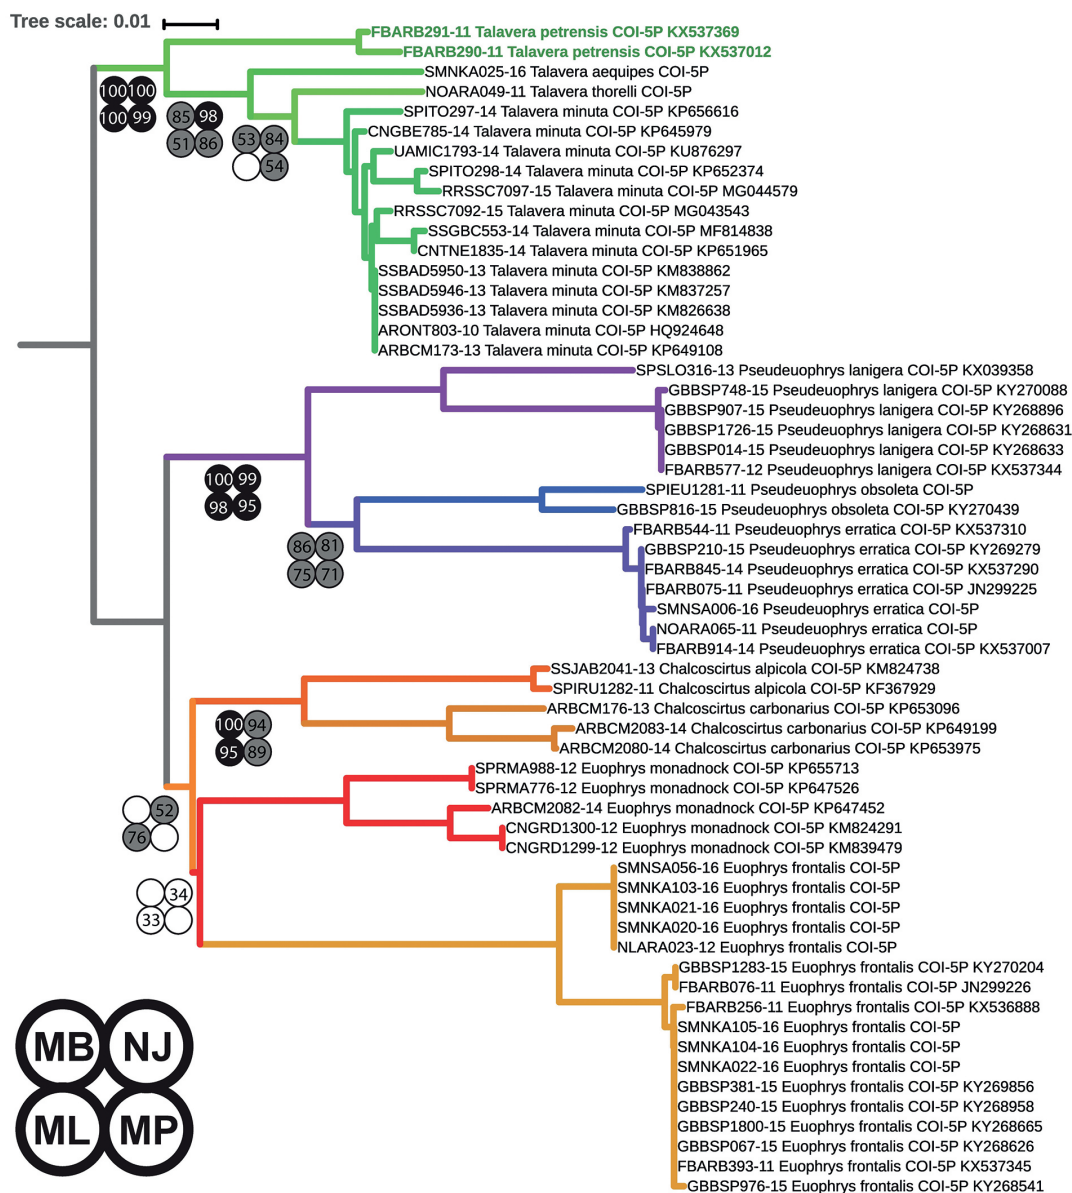 Tree scale: 0.01
FBARB291-11 Talavera petrensis COI-5P KX537369
FBARB290-11 Talavera petrensis COI-5P KX537012
SMNKA025-16 Talavera aequipes COI-5P
NOARA049-11 Talavera thorelli COI-5P
SPITO297-14 Talavera minuta COI-5P KP656616
CNGBE785-14 Talavera minuta COI-5P KP645979
UAMIC1793-14 Talavera minuta COI-5P KU876297
SPITO298-14 Talavera minuta COI-5P KP652374
RRSSC7097-15 Talavera minuta COI-5P MG044579
RRSSC7092-15 Talavera minuta COI-5P MG043543
SSGBC553-14 Talavera minuta COI-5P MF814838
CNTNE1835-14 Talavera minuta COI-5P KP651965
SSBAD5950-13 Talavera minuta COI-5P KM838862
SSBAD5946-13 Talavera minuta COI-5P KM837257
SSBAD5936-13 Talavera minuta COI-5P KM826638
ARONT803-10 Talavera minuta COI-5P HQ924648
ARBCM173-13 Talavera minuta COI-5P KP649108
100 100
100 99
85 98
51 86
53 84
54
SPSLO316-13 Pseudeuophrys lanigera COI-5P KX039358
GBBSP748-15 Pseudeuophrys lanigera COI-5P KY270088
GBBSP907-15 Pseudeuophrys lanigera COI-5P KY268896
GBBSP1726-15 Pseudeuophrys lanigera COI-5P KY268631
GBBSP014-15 Pseudeuophrys lanigera COI-5P KY268633
FBARB577-12 Pseudeuophrys lanigera COI-5P KX537344
SPIEU1281-11 Pseudeuophrys obsoleta COI-5P
GBBSP816-15 Pseudeuophrys obsoleta COI-5P KY270439
FBARB544-11 Pseudeuophrys erratica COI-5P KX537310
GBBSP210-15 Pseudeuophrys erratica COI-5P KY269279
FBARB845-14 Pseudeuophrys erratica COI-5P KX537290
FBARB075-11 Pseudeuophrys erratica COI-5P JN299225
SMNSA006-16 Pseudeuophrys erratica COI-5P
NOARA065-11 Pseudeuophrys erratica COI-5P
FBARB914-14 Pseudeuophrys erratica COI-5P KX537007
100 99
98 95
86 81
75 71
SSJAB2041-13 Chalcoscirtus alpicola COI-5P KM824738
SPIRU1282-11 Chalcoscirtus alpicola COI-5P KF367929
ARBCM176-13 Chalcoscirtus carbonarius COI-5P KP653096
ARBCM2083-14 Chalcoscirtus carbonarius COI-5P KP649199
ARBCM2080-14 Chalcoscirtus carbonarius COI-5P KP653975
100 94
95 89
SPRMA988-12 Euophrys monadnock COI-5P KP655713
SPRMA776-12 Euophrys monadnock COI-5P KP647526
ARBCM2082-14 Euophrys monadnock COI-5P KP647452
CNGRD1300-12 Euophrys monadnock COI-5P KM824291
CNGRD1299-12 Euophrys monadnock COI-5P KM839479
52
76
34
33
SMNSA056-16 Euophrys frontalis COI-5P
SMNKA103-16 Euophrys frontalis COI-5P
SMNKA021-16 Euophrys frontalis COI-5P
SMNKA020-16 Euophrys frontalis COI-5P
NLARA023-12 Euophrys frontalis COI-5P
GBBSP1283-15 Euophrys frontalis COI-5P KY270204
FBARB076-11 Euophrys frontalis COI-5P JN299226
FBARB256-11 Euophrys frontalis COI-5P KX536888
SMNKA105-16 Euophrys frontalis COI-5P
SMNKA104-16 Euophrys frontalis COI-5P
SMNKA022-16 Euophrys frontalis COI-5P
GBBSP381-15 Euophrys frontalis COI-5P KY269856
GBBSP240-15 Euophrys frontalis COI-5P KY268958
GBBSP1800-15 Euophrys frontalis COI-5P KY268665
GBBSP067-15 Euophrys frontalis COI-5P KY268626
FBARB393-11 Euophrys frontalis COI-5P KX537345
GBBSP976-15 Euophrys frontalis COI-5P KY268541
MB NJ
ML MP